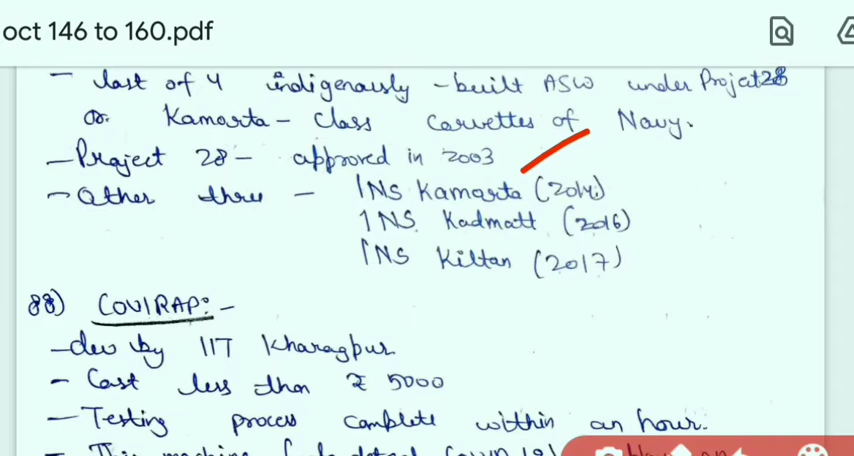 oct 146 to 160.pdf
- last of 4 indigenously - built ASW under Project 28
or Kamorta - class corvettes of Navy.
- Project 28 - approved in 2003
- Other three - INS Kamorta (2014)
INS Kadmatt (2016)
INS Kiltan (2017)
88) COVIRAP: -
- dev by IIT Kharagpur
- Cost less than ₹ 5000
- Testing process complete within an hour.
- This machine